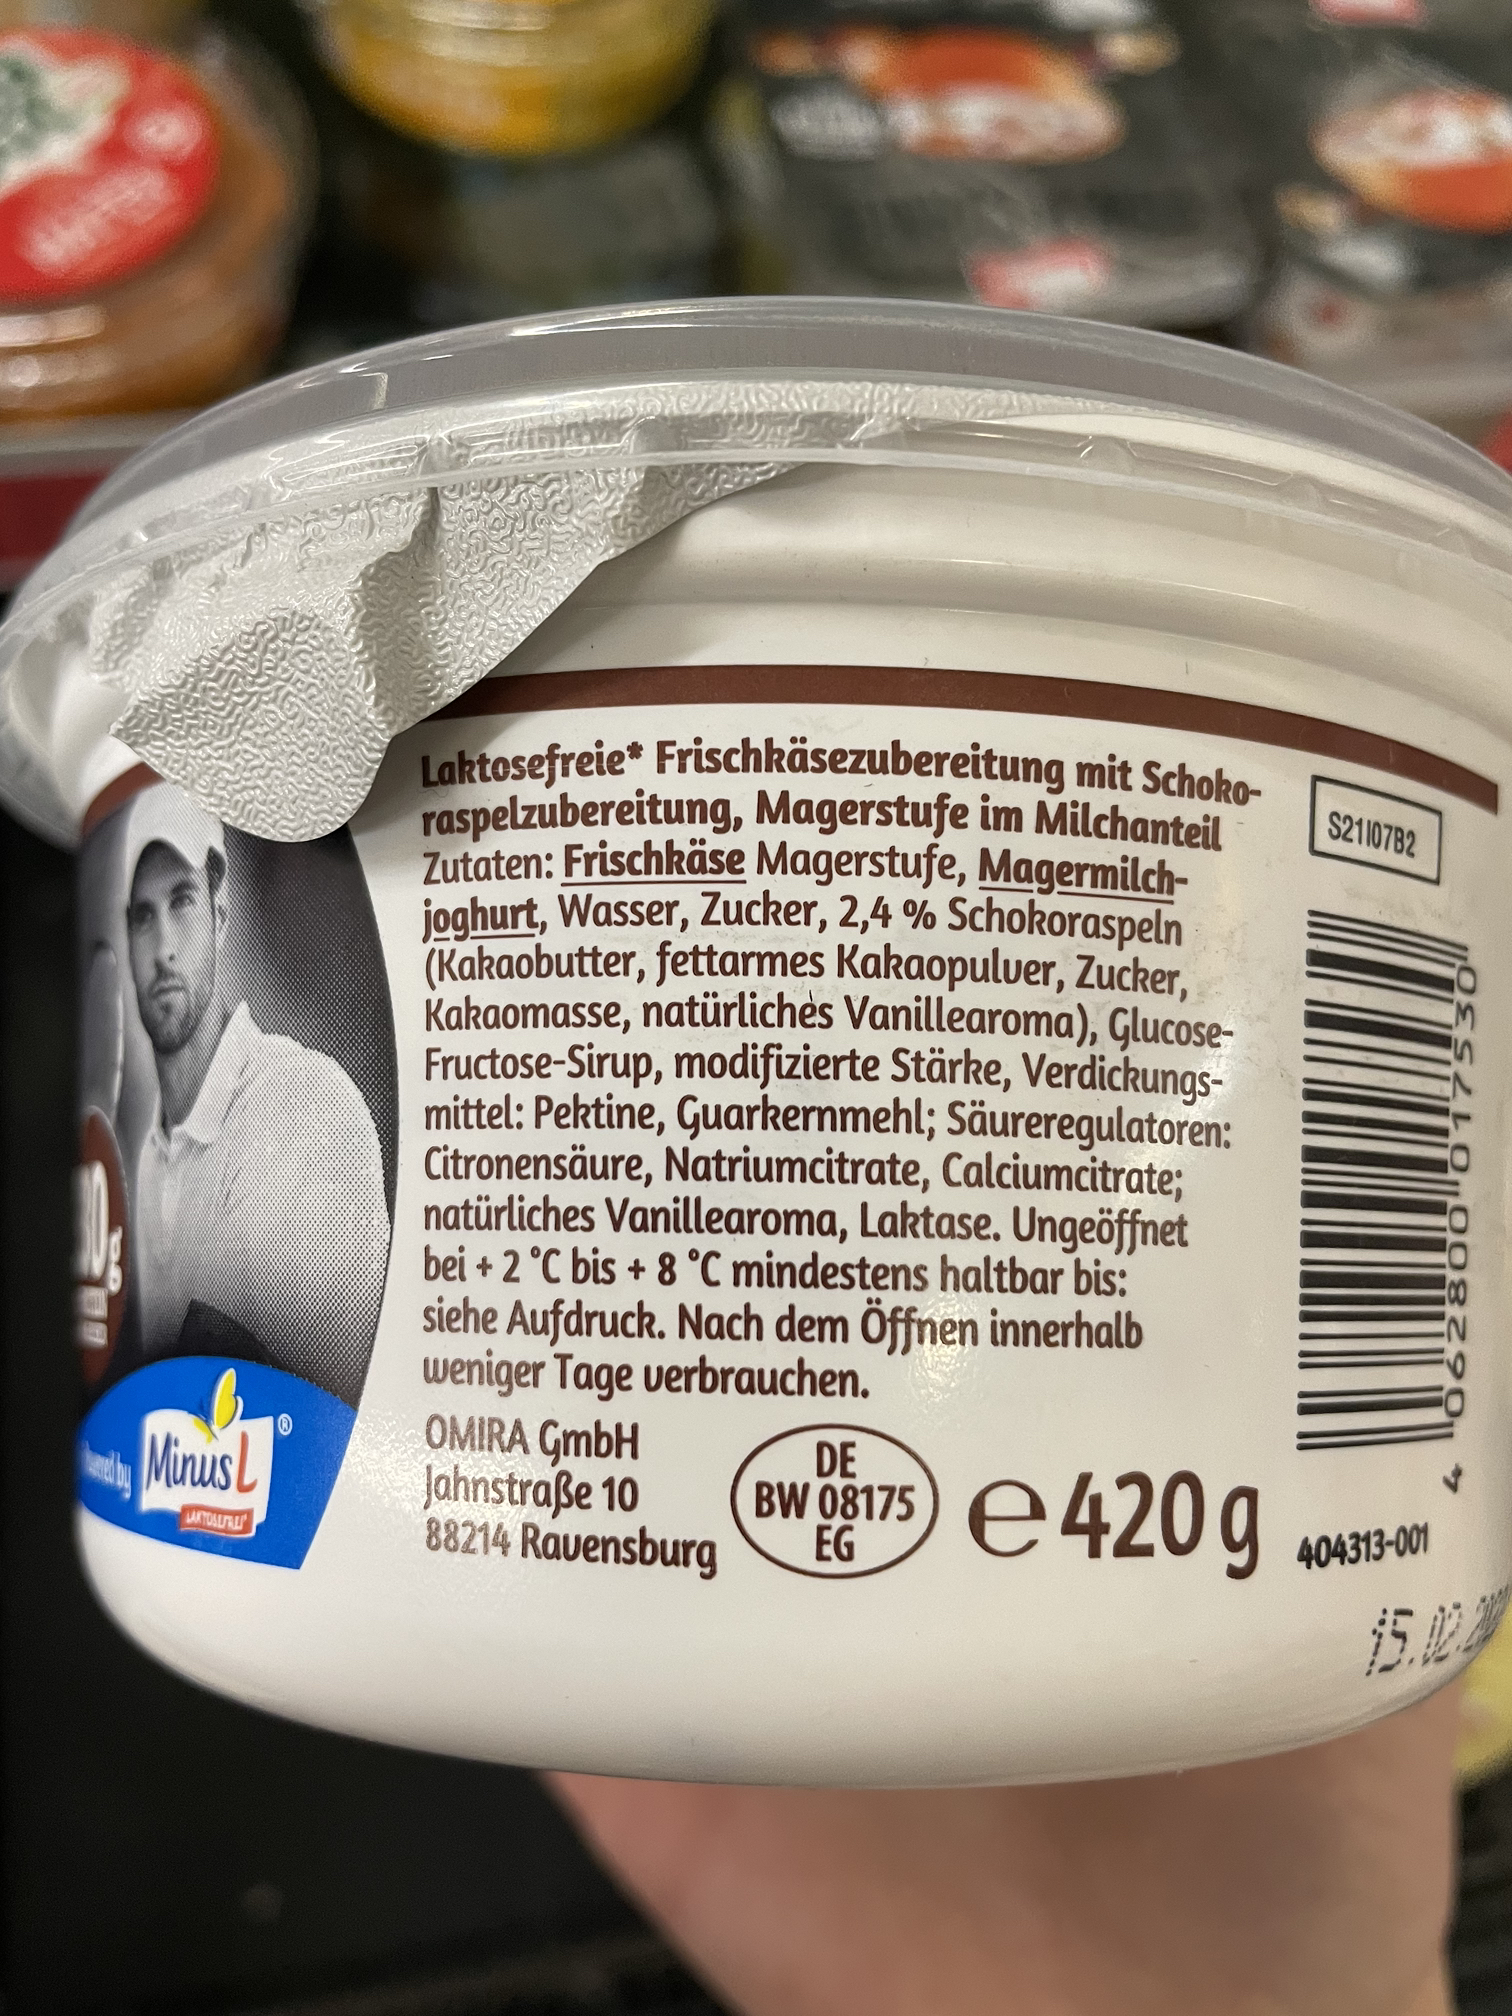 Laktosefreie* Frischkäsezubereitung mit Schoko-
raspelzubereitung, Magerstufe im Milchanteil
Zutaten: Frischkäse Magerstufe, Magermilch-
joghurt, Wasser, Zucker, 2,4 % Schokoraspeln
(Kakaobutter, fettarmes Kakaopulver, Zucker,
Kakaomasse, natürliches Vanillearoma), Glucose-
Fructose-Sirup, modifizierte Stärke, Verdickungs-
mittel: Pektine, Guarkernmehl; Säureregulatoren:
Citronensäure, Natriumcitrate, Calciumcitrate;
natürliches Vanillearoma, Laktase. Ungeöffnet
bei + 2 °C bis + 8 °C mindestens haltbar bis:
siehe Aufdruck. Nach dem Öffnen innerhalb
weniger Tage verbrauchen.
OMIRA GmbH
Jahnstraße 10
88214 Ravensburg
DE
BW 08175
EG
e 420 g
S21I07B2
4 062800 017530
404313-001
15.02.
by
MinusL®
LAKTOSEFREI